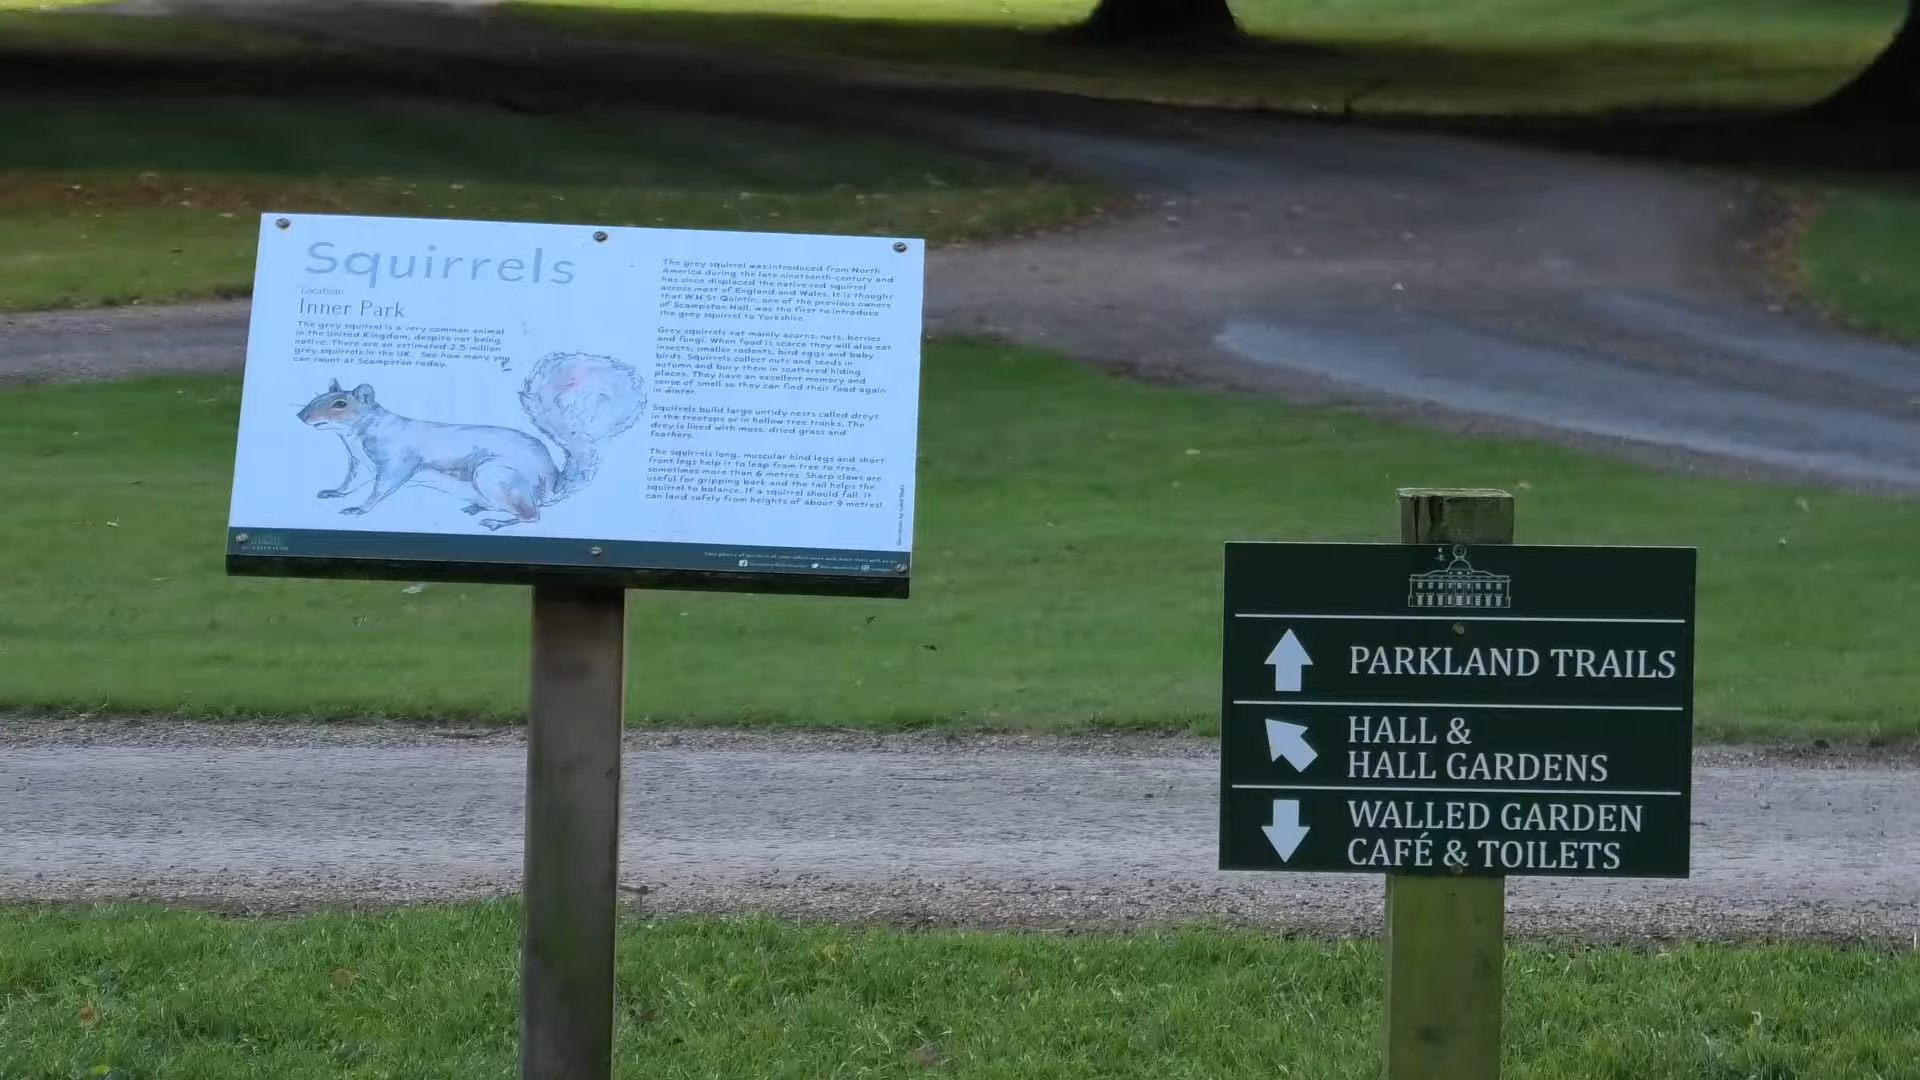 Squirrels
Location:
Inner Park
The grey squirrel is a very common animal
in the United Kingdom, despite not being
native. There are an estimated 2.5 million
grey squirrels in the UK. See how many you
can count at Scampston today.
The grey squirrel was introduced from North
America during the late nineteenth-century and
has since displaced the native red squirrel
across most of England and Wales. It is thought
that W.H St Quintin, one of the previous owners
of Scampston Hall, was the first to introduce
the grey squirrel to Yorkshire.
Grey squirrels eat mainly acorns, nuts, berries
and fungi. When food is scarce they will also eat
insects, smaller rodents, bird eggs and baby
birds. Squirrels collect nuts and seeds in
autumn and bury them in scattered hiding
places. They have an excellent memory and
sense of smell so they can find their food again
in winter.
Squirrels build large untidy nests called dreys
in the treetops or in hollow tree trunks. The
drey is lined with moss, dried grass and
feathers.
The squirrels long, muscular hind legs and short
front legs help it to leap from tree to tree,
sometimes more than 6 metres. Sharp claws are
useful for gripping bark and the tail helps the
squirrel to balance. If a squirrel should fall, it
can land safely from heights of about 9 metres!
SCAMPSTON
PARKLAND TRAILS
HALL &
HALL GARDENS
WALLED GARDEN
CAFÉ & TOILETS